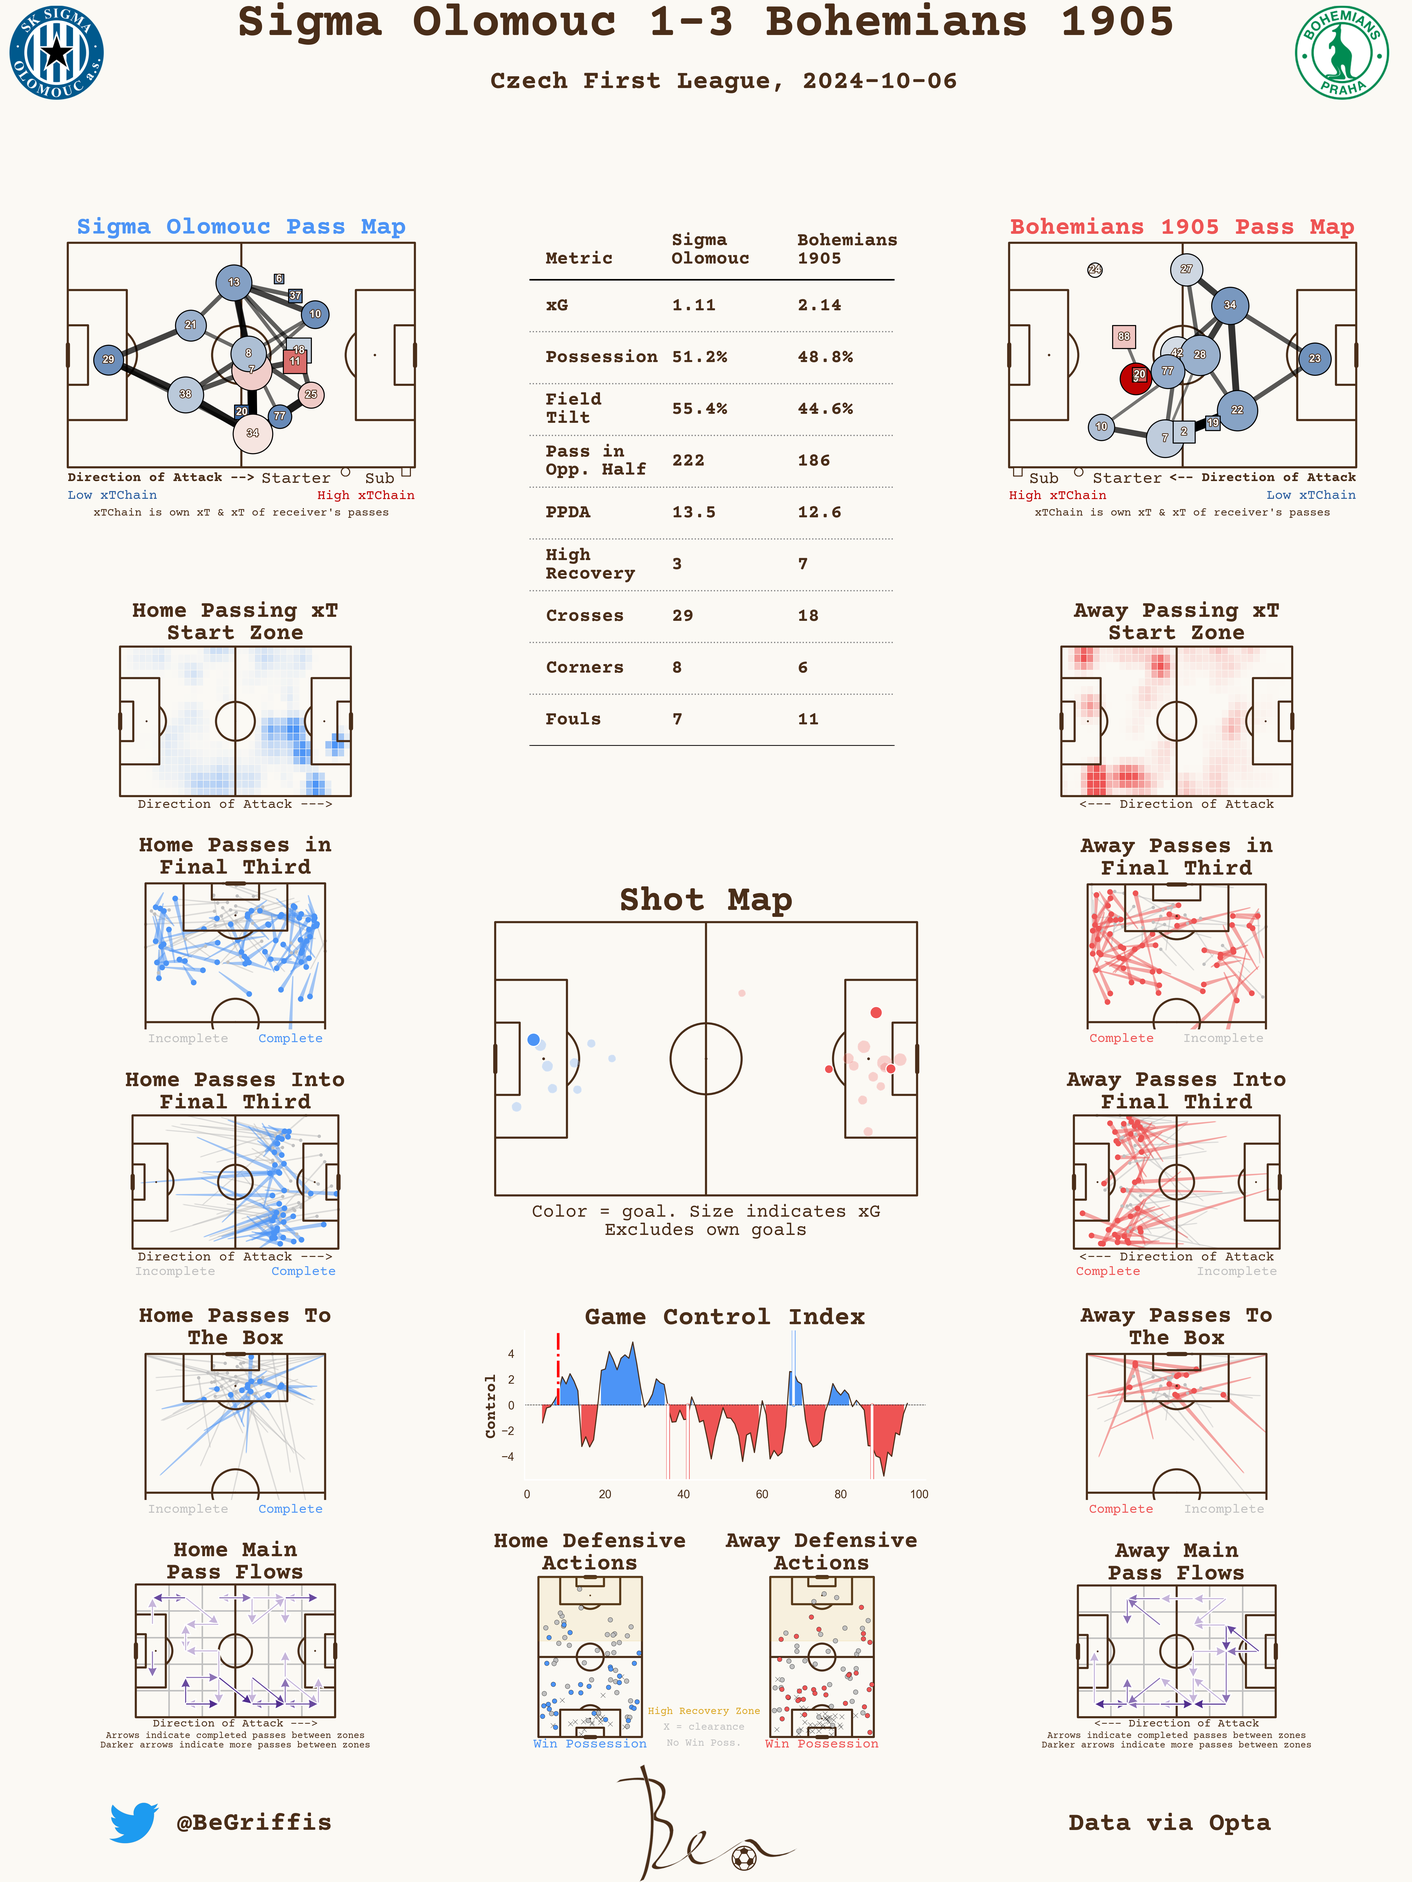 Sigma Olomouc 1-3 Bohemians 1905
Czech First League, 2024-10-06
SK SIGMA
OLOMOUC a.s.
BOHEMIANS
PRAHA
Sigma Olomouc Pass Map
29
21
38
13
8
7
34
20
77
25
11
18
10
37
6
Direction of Attack --> Starter Sub
Low xTChain High xTChain
xTChain is own xT & xT of receiver's passes
Metric Sigma Olomouc Bohemians 1905
xG 1.11 2.14
Possession 51.2% 48.8%
Field Tilt 55.4% 44.6%
Pass in Opp. Half 222 186
PPDA 13.5 12.6
High Recovery 3 7
Crosses 29 18
Corners 8 6
Fouls 7 11
Bohemians 1905 Pass Map
24
27
34
88
42
28
23
77
20
10
7
2
19
22
Sub Starter <-- Direction of Attack
High xTChain Low xTChain
xTChain is own xT & xT of receiver's passes
Home Passing xT
Start Zone
Direction of Attack --->
Away Passing xT
Start Zone
<--- Direction of Attack
Home Passes in
Final Third
Incomplete Complete
Away Passes in
Final Third
Complete Incomplete
Shot Map
Color = goal. Size indicates xG
Excludes own goals
Home Passes Into
Final Third
Direction of Attack --->
Incomplete Complete
Away Passes Into
Final Third
<--- Direction of Attack
Complete Incomplete
Home Passes To
The Box
Incomplete Complete
Game Control Index
Control
4
2
0
−2
−4
0 20 40 60 80 100
Away Passes To
The Box
Complete Incomplete
Home Main
Pass Flows
Direction of Attack --->
Arrows indicate completed passes between zones
Darker arrows indicate more passes between zones
Home Defensive
Actions
Win Possession
High Recovery Zone
X = clearance
No Win Poss.
Away Defensive
Actions
Win Possession
Away Main
Pass Flows
<--- Direction of Attack
Arrows indicate completed passes between zones
Darker arrows indicate more passes between zones
@BeGriffis
Ben
Data via Opta